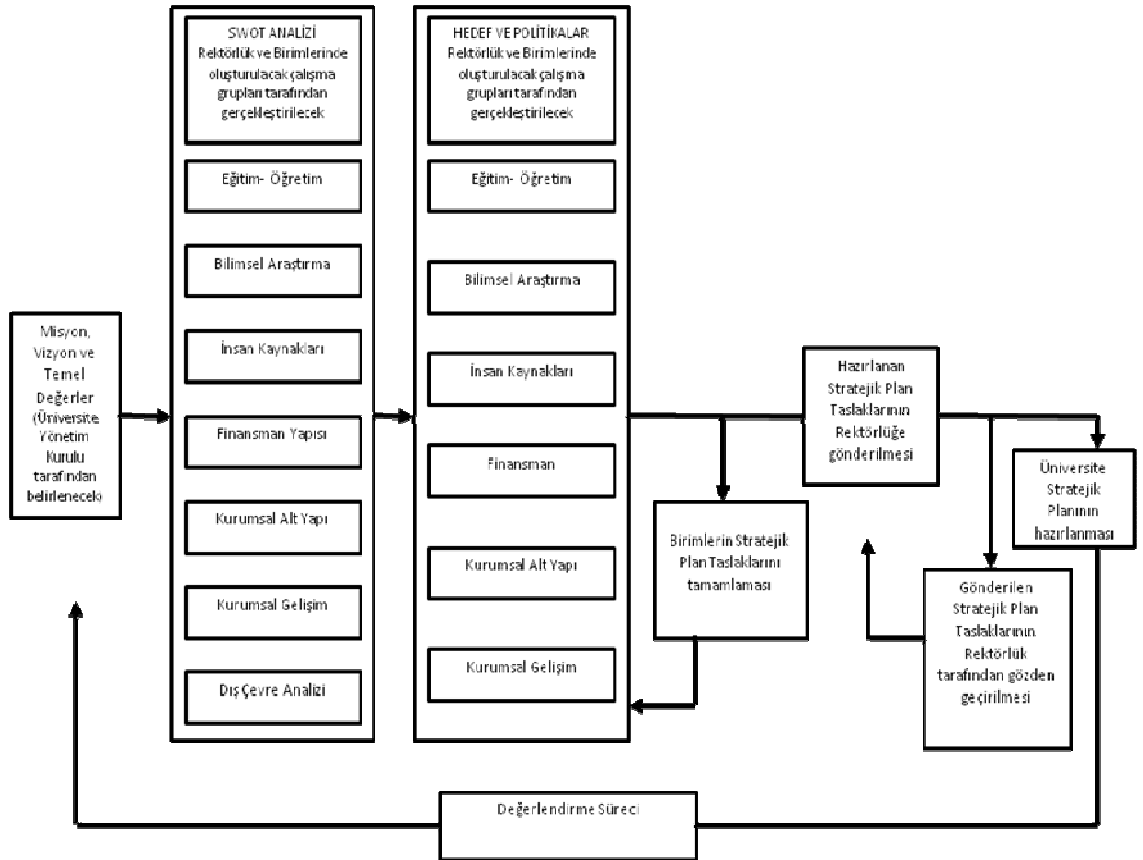 Misyon,
Vizyon ve
Temel
Değerler
(Üniversite
Yönetim
Kurulu
tarafından
belirlenecek)
SWOT ANALİZİ
Rektörlük ve Birimlerinde
oluşturulacak çalışma
grupları tarafından
gerçekleştirilecek
Eğitim- Öğretim
Bilimsel Araştırma
İnsan Kaynakları
Finansman Yapısı
Kurumsal Alt Yapı
Kurumsal Gelişim
Dış Çevre Analizi
HEDEF VE POLİTİKALAR
Rektörlük ve Birimlerinde
oluşturulacak çalışma
grupları tarafından
gerçekleştirilecek
Eğitim- Öğretim
Bilimsel Araştırma
İnsan Kaynakları
Finansman
Kurumsal Alt Yapı
Kurumsal Gelişim
Birimlerin Stratejik
Plan Taslaklarını
tamamlaması
Hazırlanan
Stratejik Plan
Taslaklarının
Rektörlüğe
gönderilmesi
Gönderilen
Stratejik Plan
Taslaklarının
Rektörlük
tarafından gözden
geçirilmesi
Üniversite
Stratejik
Planının
hazırlanması
Değerlendirme Süreci